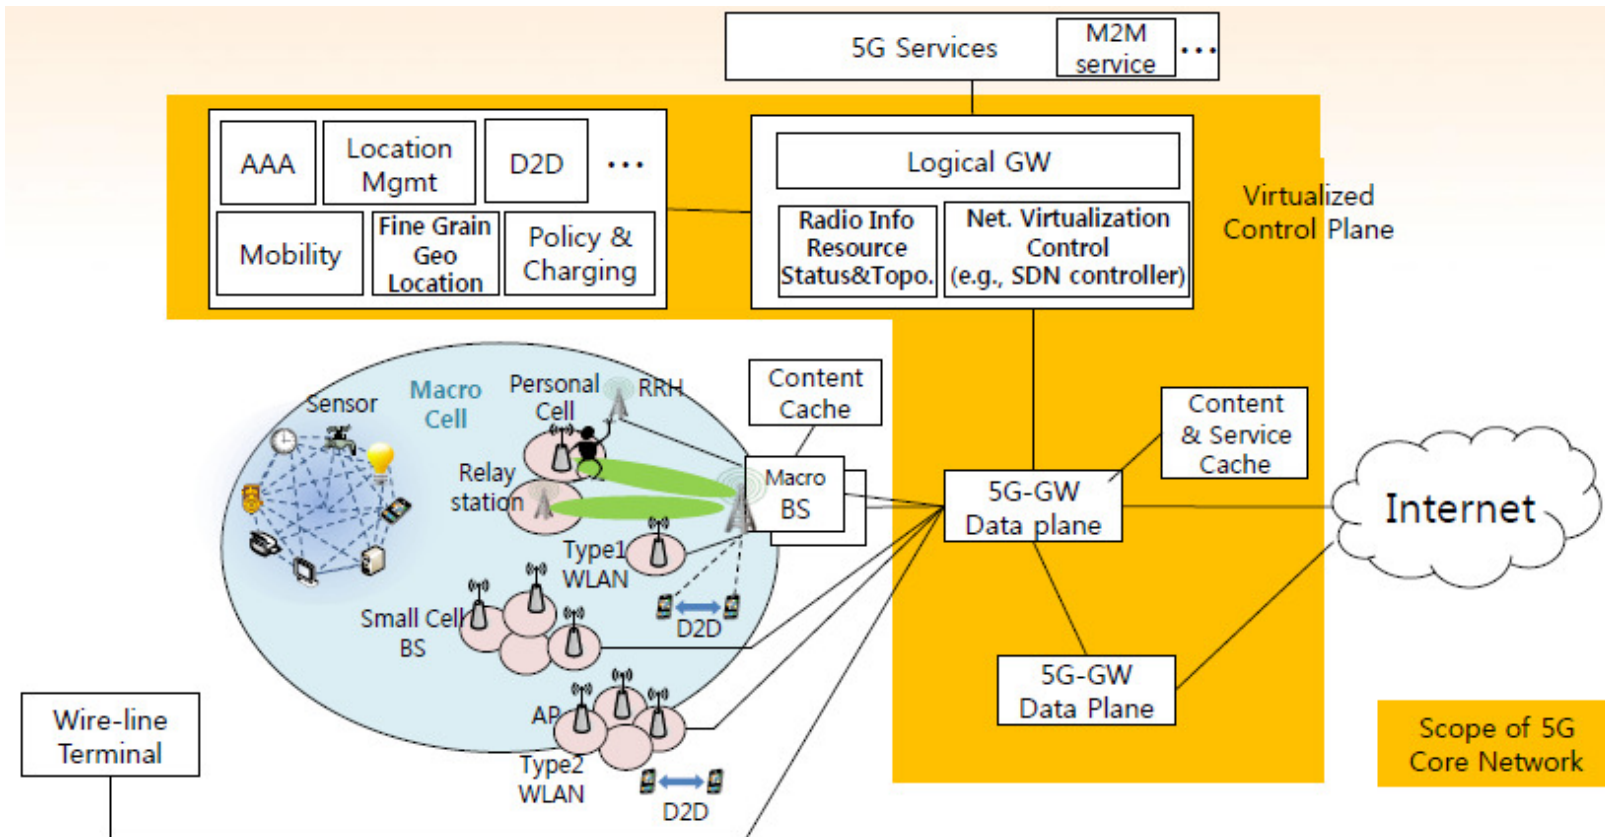 5G Services
M2M
service
...
AAA
Location
Mgmt
D2D
...
Mobility
Fine Grain
Geo
Location
Policy &
Charging
Logical GW
Radio Info
Resource
Status&Topo.
Net. Virtualization
Control
(e.g., SDN controller)
Virtualized
Control Plane
Macro
Cell
Sensor
Personal
Cell
RRH
Relay
station
Type1
WLAN
Small Cell
BS
D2D
AP
Type2
WLAN
D2D
Content
Cache
Macro
BS
5G-GW
Data plane
Content
& Service
Cache
Internet
5G-GW
Data Plane
Wire-line
Terminal
Scope of 5G
Core Network